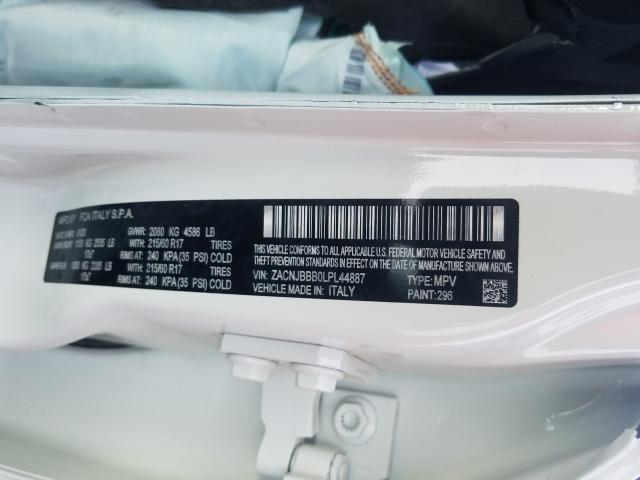 MFD BY FCA ITALY S.P.A.
GVWR: 2080 KG 4586 LB
WITH: 215/60 R17 TIRES
RIMS AT: 240 KPA(35 PSI) COLD
WITH: 215/60 R17 TIRES
RIMS AT: 240 KPA(35 PSI) COLD
THIS VEHICLE CONFORMS TO ALL APPLICABLE U.S.A. FEDERAL MOTOR VEHICLE SAFETY,
BUMPER, AND THEFT PREVENTION STANDARDS IN EFFECT ON THE DATE OF MANUFACTURE SHOWN ABOVE.
VIN: ZACNJBBB0LPL44887 TYPE: MPV
VEHICLE MADE IN: ITALY PAINT: 296